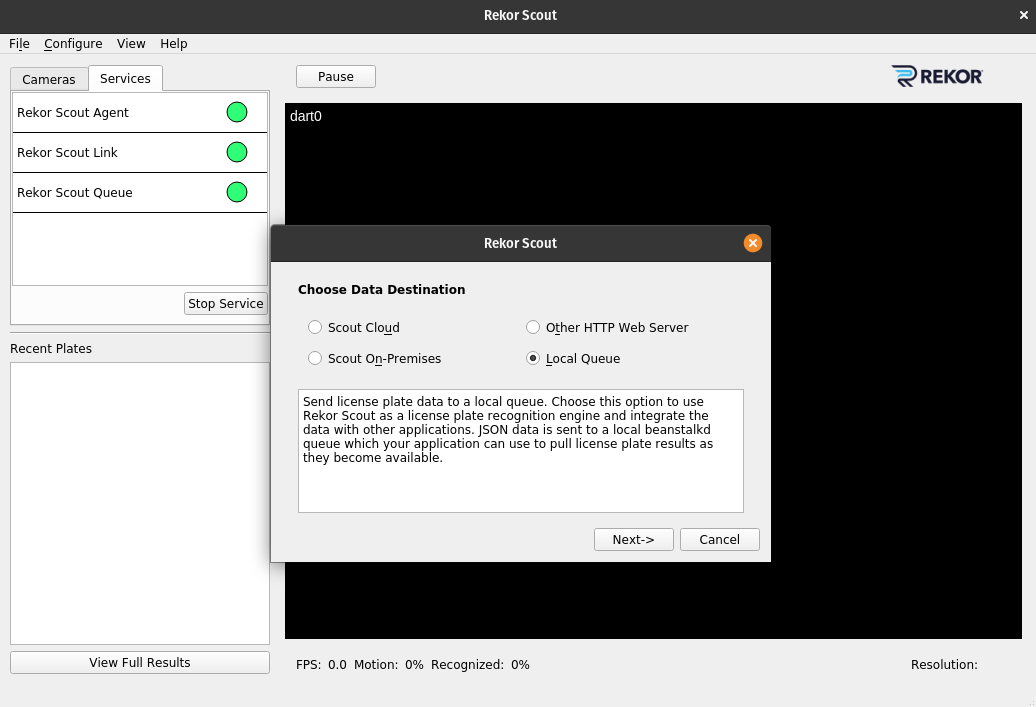 Rekor Scout
File Configure View Help
Cameras Services
Pause
REKOR
Rekor Scout Agent
Rekor Scout Link
Rekor Scout Queue
Stop Service
Recent Plates
View Full Results
dart0
Rekor Scout
Choose Data Destination
Scout Cloud
Other HTTP Web Server
Scout On-Premises
Local Queue
Send license plate data to a local queue. Choose this option to use
Rekor Scout as a license plate recognition engine and integrate the
data with other applications. JSON data is sent to a local beanstalkd
queue which your application can use to pull license plate results as
they become available.
Next->
Cancel
FPS: 0.0 Motion: 0% Recognized: 0%
Resolution: